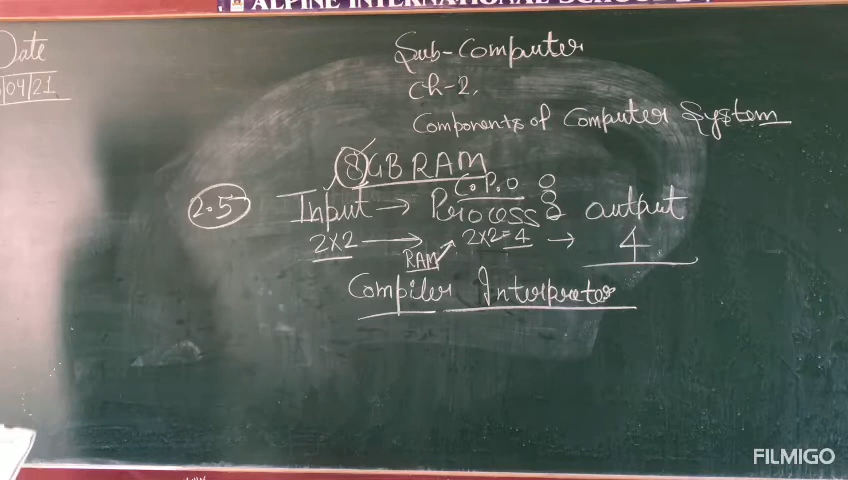 ALPINE INTERNATIONAL SCHOOL
Date
/04/21
Sub-Computer
Ch-2,
Components of Computer System
8GB RAM
C.P.O
2.5 Input → Process & output
2x2 → 2x2=4 → 4
RAM
Compiler Interpreter
FILMIGO